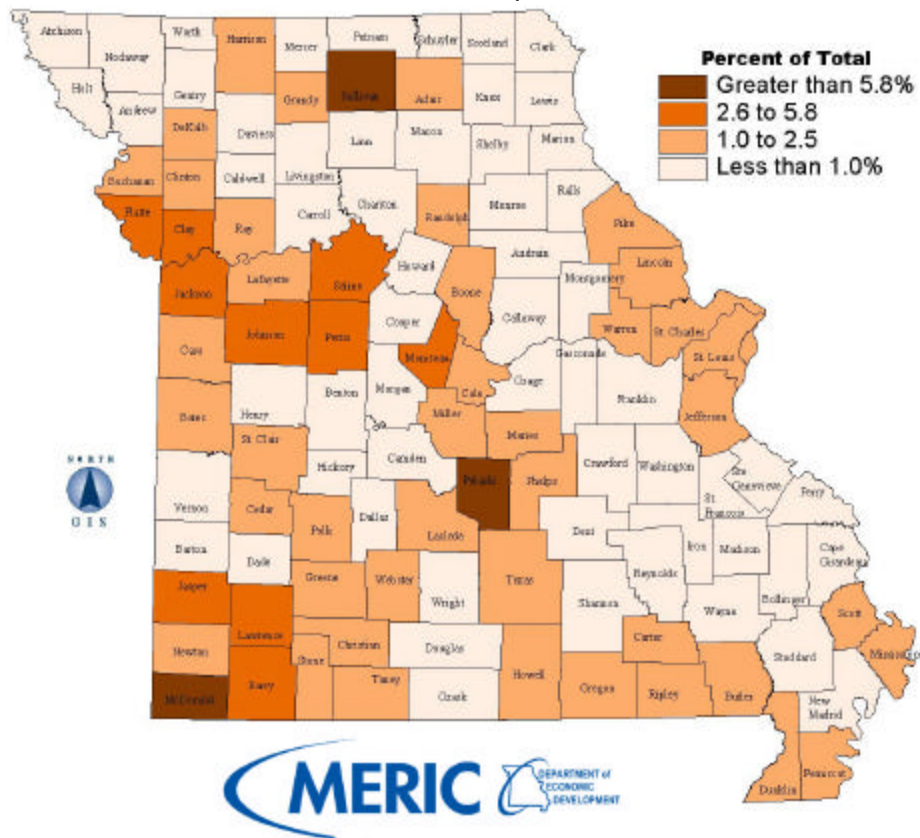 Percent of Total
Greater than 5.8%
2.6 to 5.8
1.0 to 2.5
Less than 1.0%
Atchison
Nodaway
Worth
Harrison
Mercer
Putnam
Schuyler
Scotland
Clark
Holt
Andrew
Gentry
Grundy
Sullivan
Adair
Knox
Lewis
DeKalb
Daviess
Linn
Macon
Shelby
Marion
Buchanan
Clinton
Caldwell
Livingston
Chariton
Randolph
Monroe
Ralls
Platte
Clay
Ray
Carroll
Pike
Jackson
Lafayette
Saline
Howard
Boone
Audrain
Montgomery
Lincoln
Cass
Johnson
Pettis
Cooper
Moniteau
Callaway
Warren
St. Charles
St. Louis
Gasconade
Cole
Osage
Franklin
Jefferson
Bates
Henry
Benton
Morgan
Miller
Maries
St. Clair
Hickory
Camden
Pulaski
Phelps
Crawford
Washington
Ste
Genevieve
St.
Francois
Perry
NORTH
GIS
Vernon
Cedar
Polk
Dallas
Laclede
Dent
Iron
Madison
Cape
Girardeau
Barton
Dade
Greene
Webster
Wright
Texas
Shannon
Reynolds
Wayne
Bollinger
Jasper
Lawrence
Newton
Stone
Christian
Douglas
Carter
Stoddard
Scott
Mississippi
McDonald
Barry
Taney
Ozark
Howell
Oregon
Ripley
Butler
New
Madrid
Dunklin
Pemiscot
MERIC
DEPARTMENT of
ECONOMIC
DEVELOPMENT